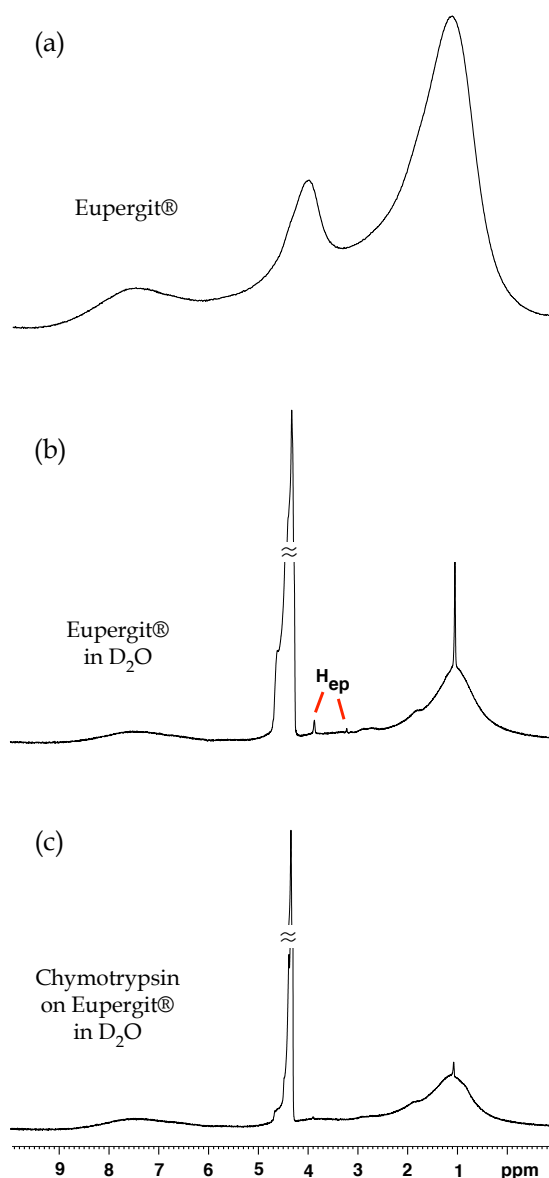 (a)
Eupergit®
(b)
≈
Eupergit®
in D₂O
Hep
(c)
≈
Chymotrypsin
on Eupergit®
in D₂O
9 8 7 6 5 4 3 2 1 ppm